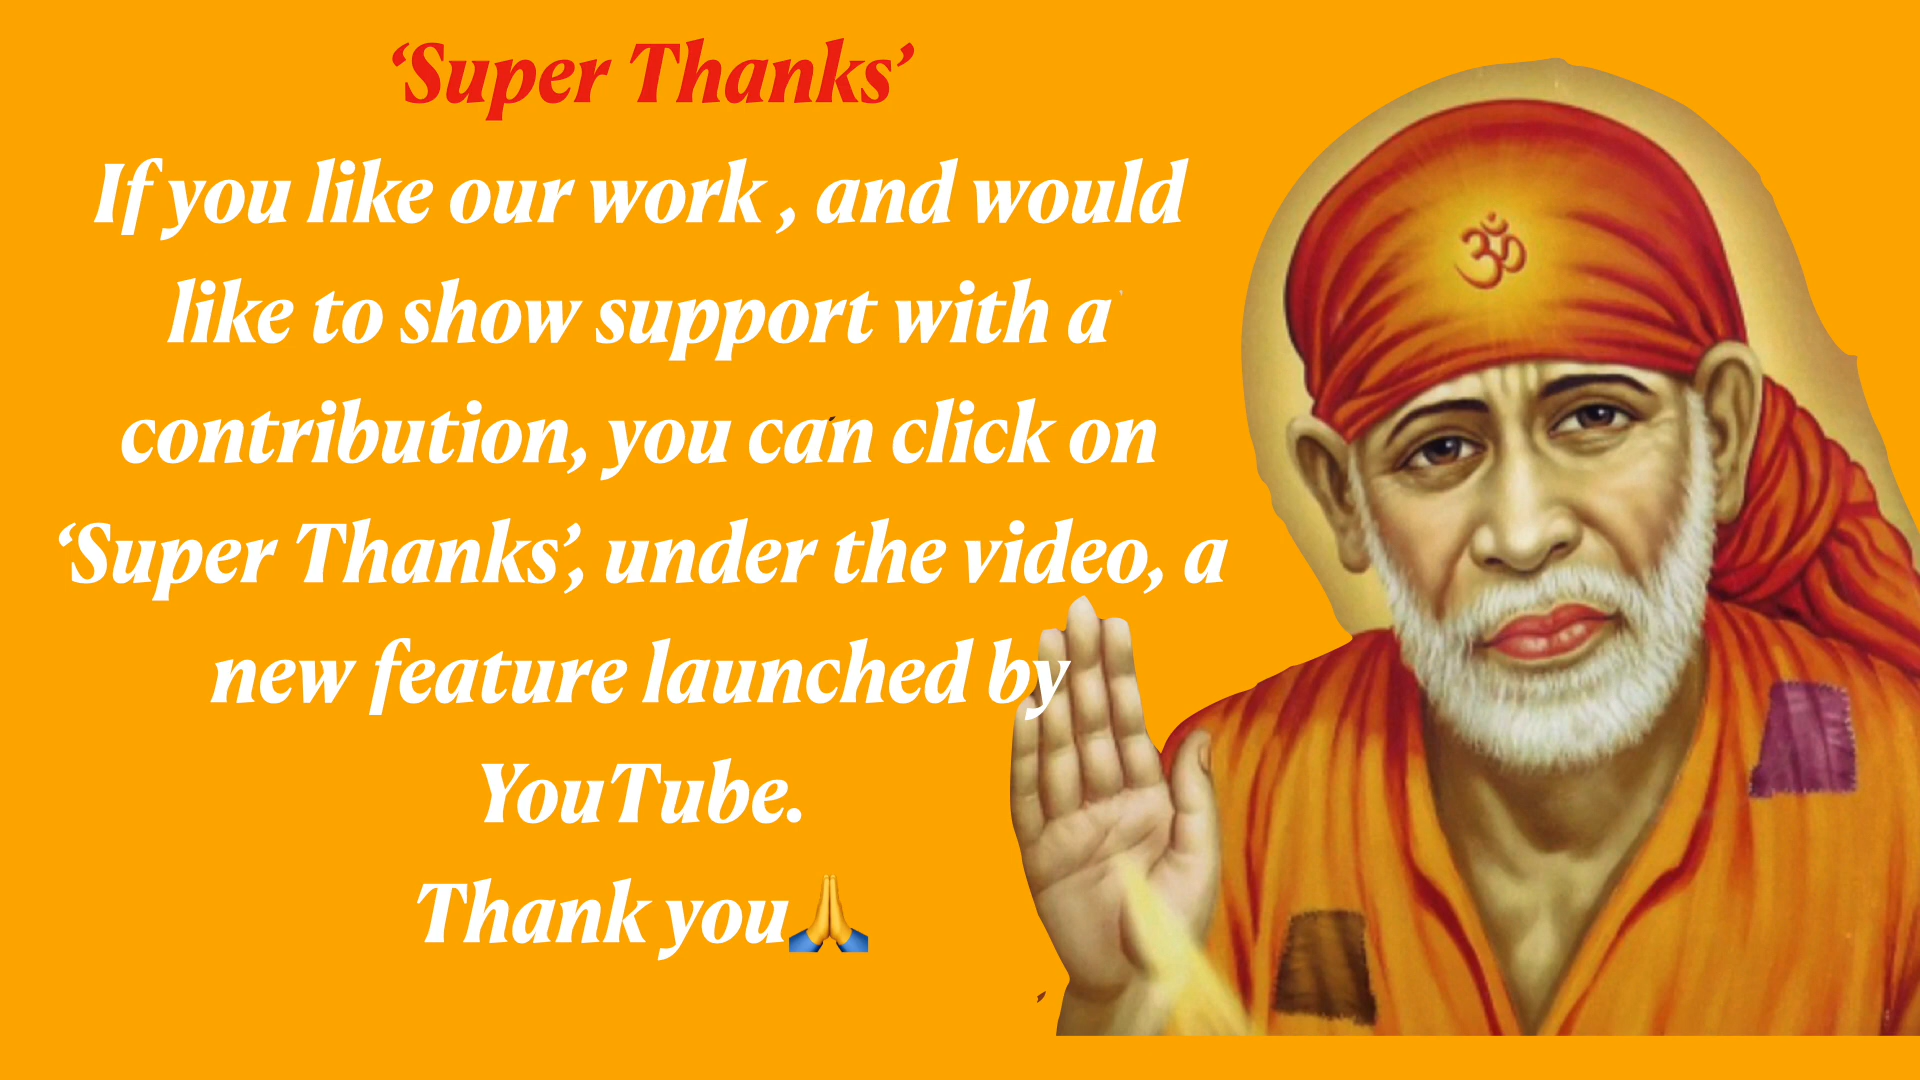 ‘Super Thanks’
If you like our work , and would
like to show support with a
contribution, you can click on
‘Super Thanks’, under the video, a
new feature launched by
YouTube.
Thank you🙏
ॐ